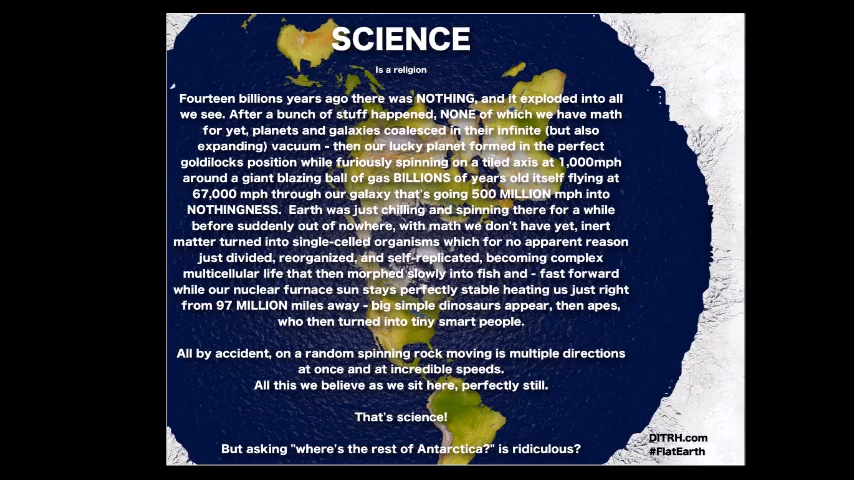 SCIENCE
Is a religion
Fourteen billions years ago there was NOTHING, and it exploded into all
we see. After a bunch of stuff happened, NONE of which we have math
for yet, planets and galaxies coalesced in their infinite (but also
expanding) vacuum - then our lucky planet formed in the perfect
goldilocks position while furiously spinning on a tiled axis at 1,000mph
around a giant blazing ball of gas BILLIONS of years old itself flying at
67,000 mph through our galaxy that's going 500 MILLION mph into
NOTHINGNESS. Earth was just chilling and spinning there for a while
before suddenly out of nowhere, with math we don't have yet, inert
matter turned into single-celled organisms which for no apparent reason
just divided, reorganized, and self-replicated, becoming complex
multicellular life that then morphed slowly into fish and - fast forward
while our nuclear furnace sun stays perfectly stable heating us just right
from 97 MILLION miles away - big simple dinosaurs appear, then apes,
who then turned into tiny smart people.
All by accident, on a random spinning rock moving is multiple directions
at once and at incredible speeds.
All this we believe as we sit here, perfectly still.
That's science!
But asking "where's the rest of Antarctica?" is ridiculous?
DITRH.com
#FlatEarth